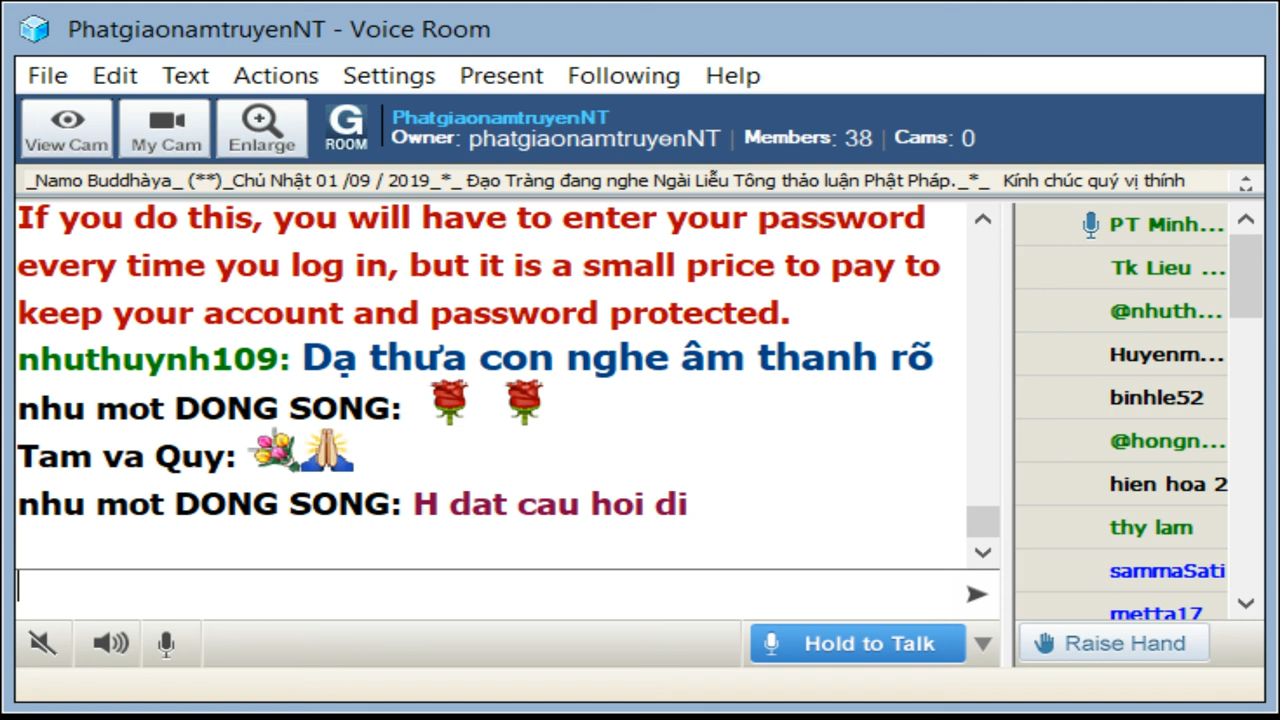 PhatgiaonamtruyenNT - Voice Room
File Edit Text Actions Settings Present Following Help
View Cam My Cam Enlarge G ROOM
PhatgiaonamtruyenNT
Owner: phatgiaonamtruyenNT | Members: 38 | Cams: 0
_Namo Buddhàya_ (**)_Chủ Nhật 01 /09 / 2019_*_ Đạo Tràng đang nghe Ngài Liễu Tông thảo luận Phật Pháp._*_ Kính chúc quý vị thính
If you do this, you will have to enter your password
every time you log in, but it is a small price to pay to
keep your account and password protected.
nhuthuynh109: Dạ thưa con nghe âm thanh rõ
nhu mot DONG SONG:
Tam va Quy:
nhu mot DONG SONG: H dat cau hoi di
PT Minh...
Tk Lieu ...
@nhuth...
Huyenm...
binhle52
@hongn...
hien hoa 2
thy lam
sammaSati
metta17
Hold to Talk
Raise Hand